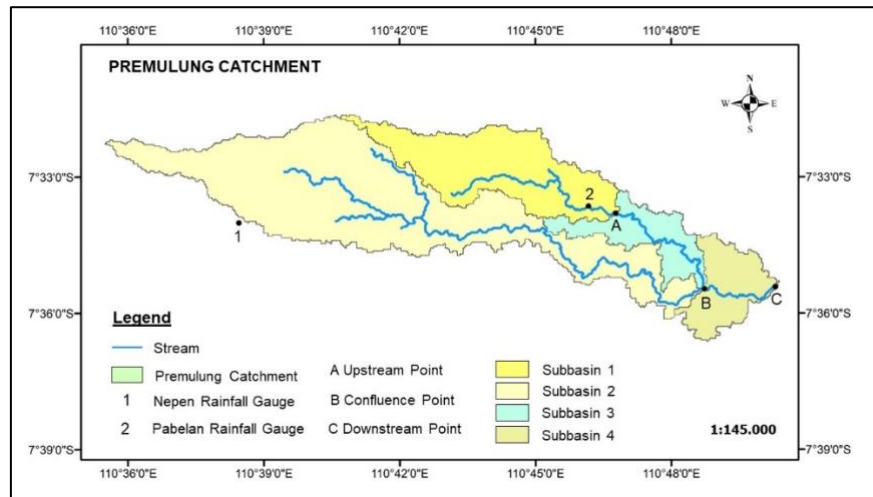 110°36'0"E 110°39'0"E 110°42'0"E 110°45'0"E 110°48'0"E
PREMULUNG CATCHMENT
N
W E
S
7°33'0"S 7°33'0"S
2
A
1
B
C
7°36'0"S 7°36'0"S
Legend
Stream
Premulung Catchment
1 Nepen Rainfall Gauge
2 Pabelan Rainfall Gauge
A Upstream Point
B Confluence Point
C Downstream Point
Subbasin 1
Subbasin 2
Subbasin 3
Subbasin 4
1:145.000
7°39'0"S 7°39'0"S
110°36'0"E 110°39'0"E 110°42'0"E 110°45'0"E 110°48'0"E